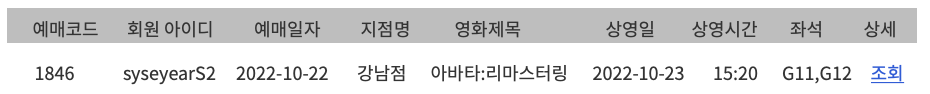 예매코드 회원 아이디 예매일자 지점명 영화제목 상영일 상영시간 좌석 상세
1846 syseyearS2 2022-10-22 강남점 아바타:리마스터링 2022-10-23 15:20 G11,G12 조회